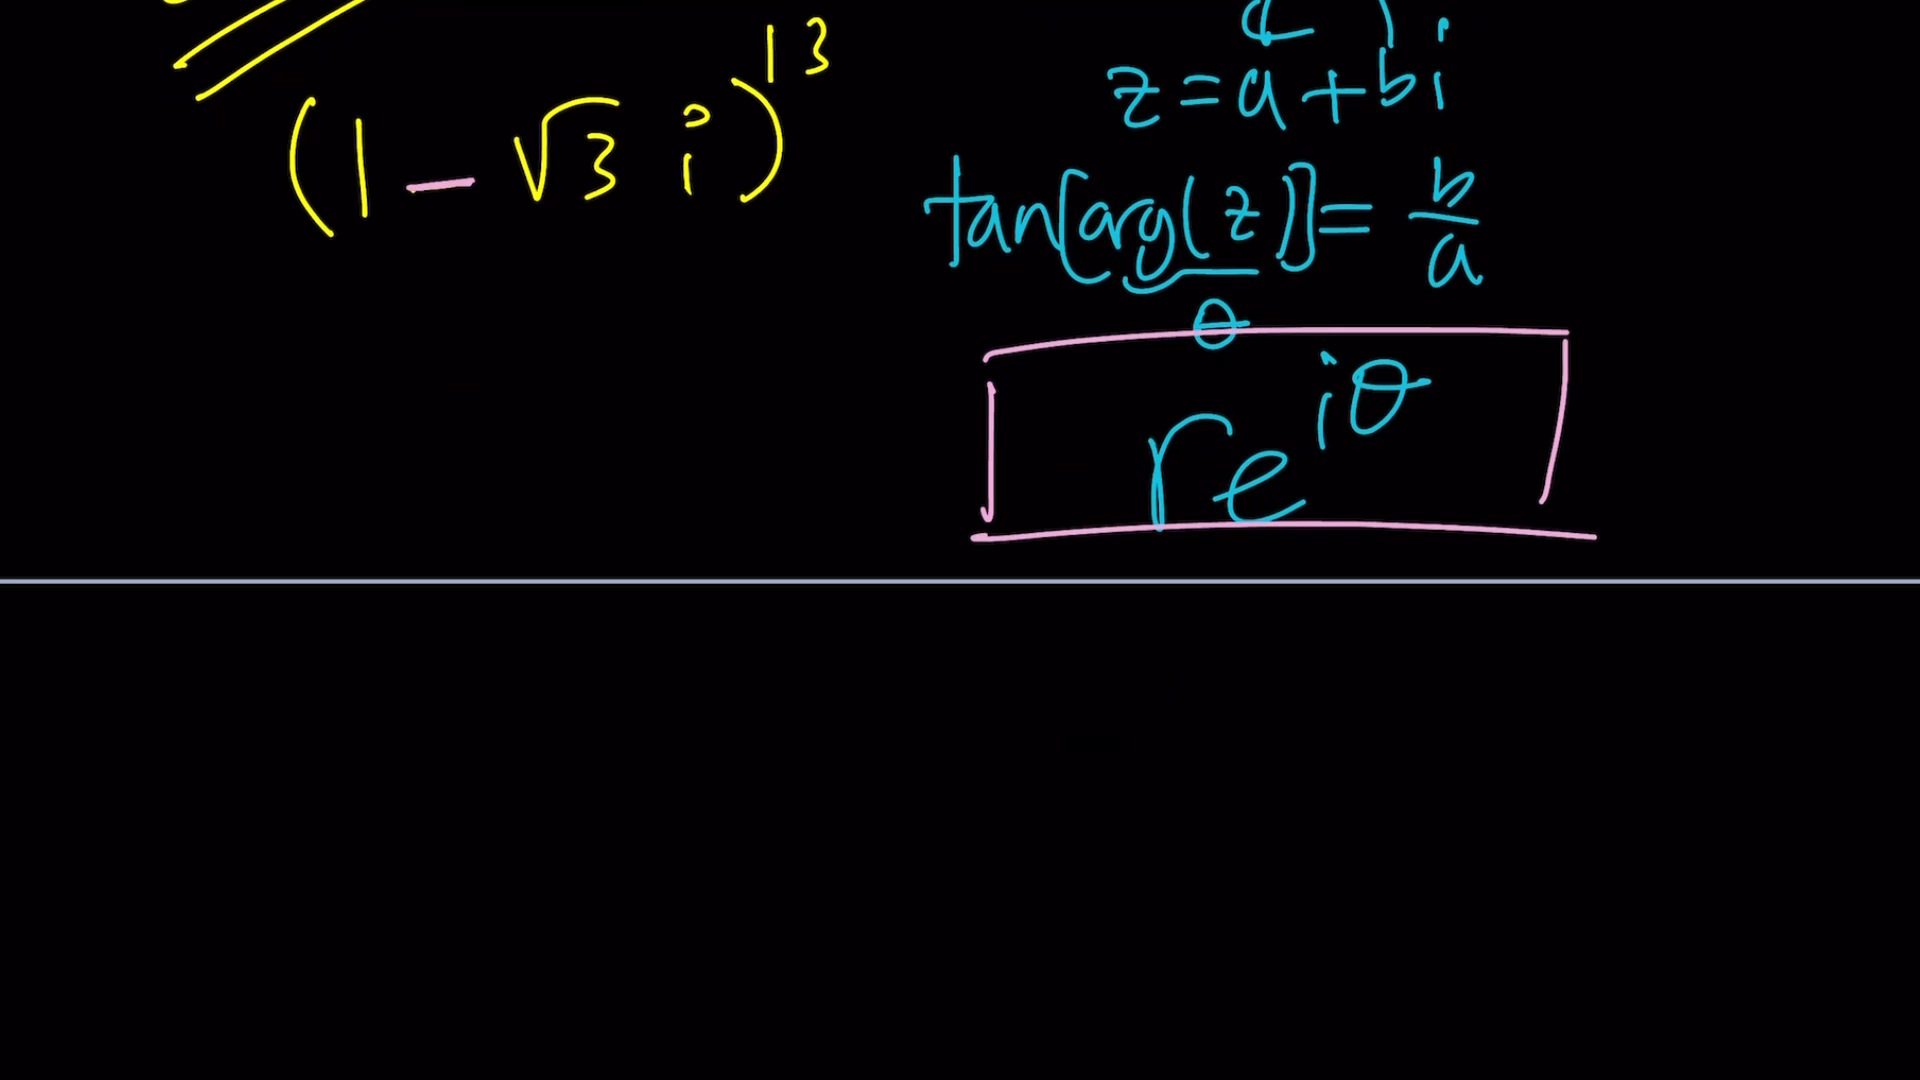 (1 - √3 i)^13
z = a + bi
tan[arg(z)] = b/a
θ
re^iθ